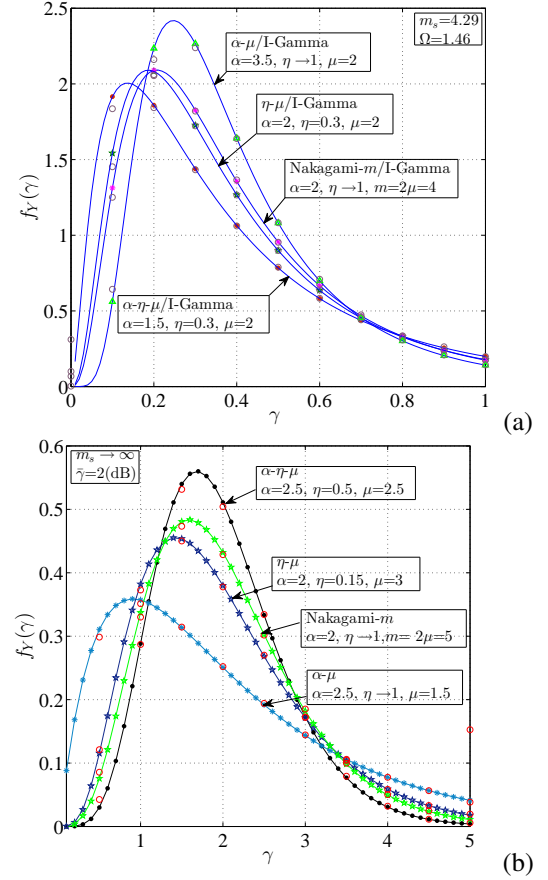 m_s=4.29
Ω=1.46
α-μ/I-Gamma
α=3.5, η →1, μ=2
η-μ/I-Gamma
α=2, η=0.3, μ=2
Nakagami-m/I-Gamma
α=2, η →1, m=2μ=4
α-η-μ/I-Gamma
α=1.5, η=0.3, μ=2
f_Y(γ)
2.5
2
1.5
1
0.5
0
0 0.2 0.4 0.6 0.8 1
γ
(a)
m_s → ∞
γ̄=2(dB)
α-η-μ
α=2.5, η=0.5, μ=2.5
η-μ
α=2, η=0.15, μ=3
Nakagami-m
α=2, η →1,m= 2μ=5
α-μ
α=2.5, η →1, μ=1.5
f_Y(γ)
0.6
0.5
0.4
0.3
0.2
0.1
0
1 2 3 4 5
γ
(b)